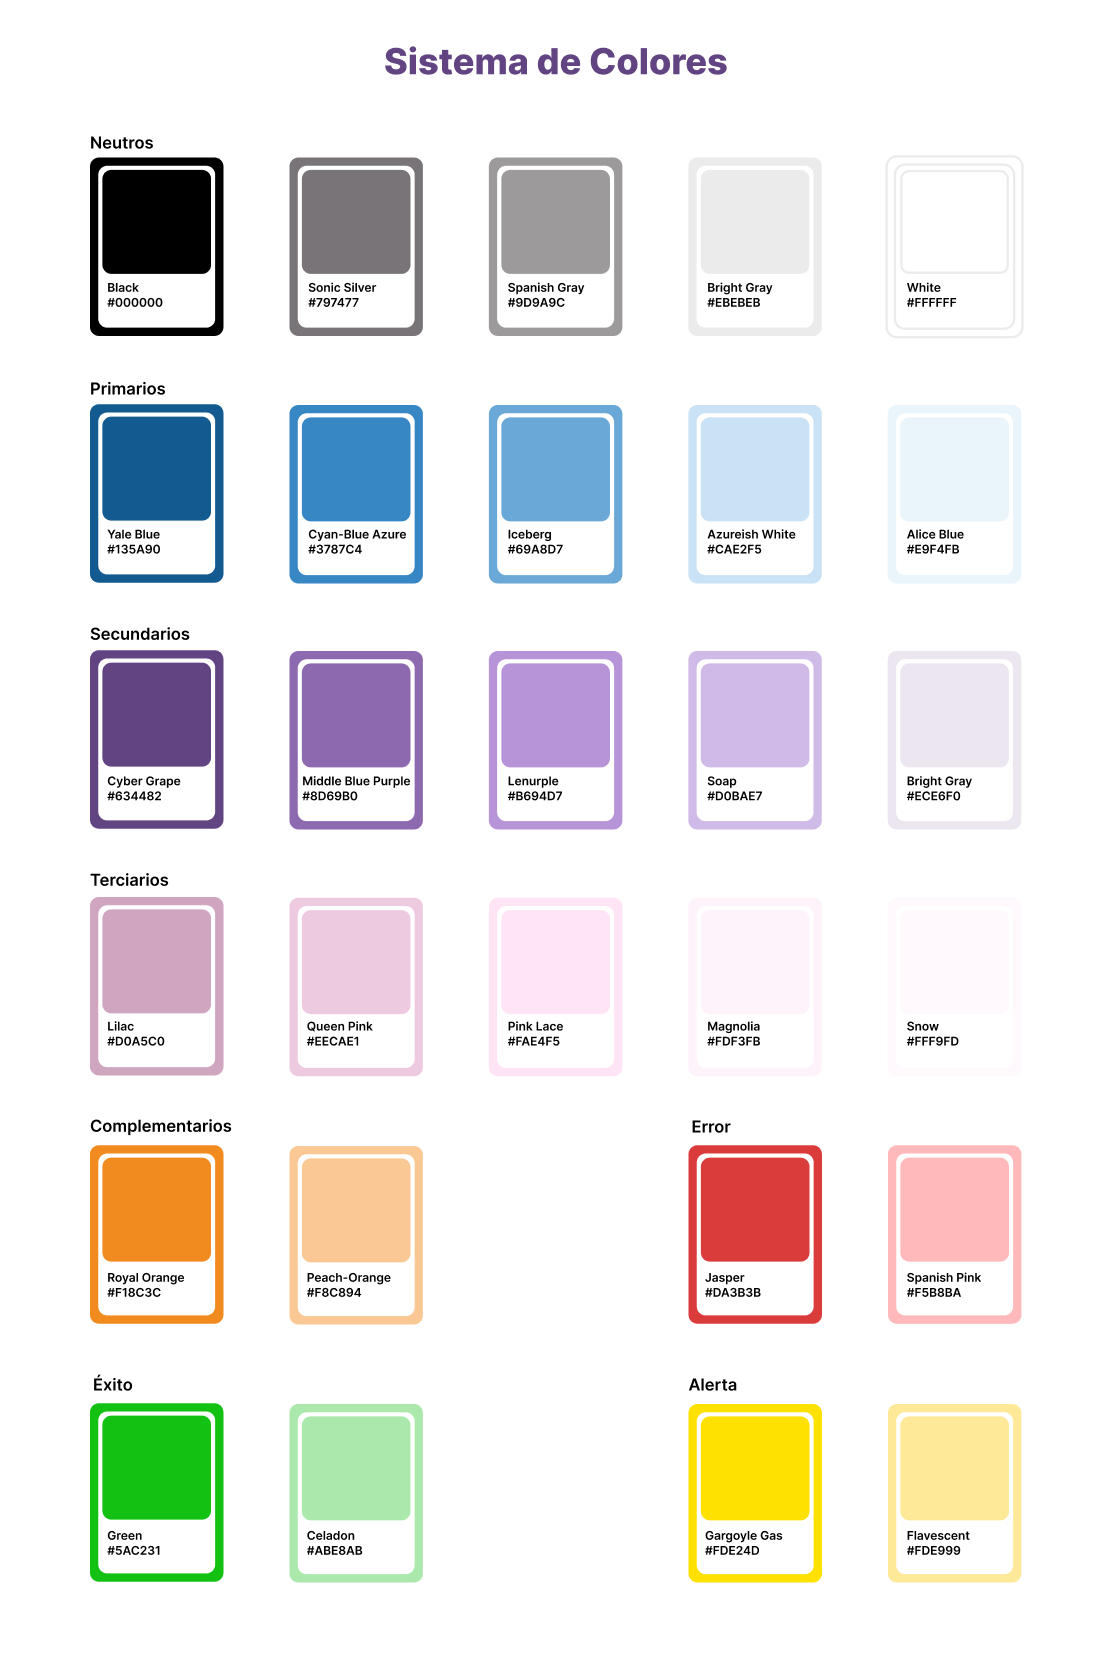 Sistema de Colores
Neutros
Black
#000000
Sonic Silver
#797477
Spanish Gray
#9D9A9C
Bright Gray
#EBEBEB
White
#FFFFFF
Primarios
Yale Blue
#135A90
Cyan-Blue Azure
#3787C4
Iceberg
#69A8D7
Azureish White
#CAE2F5
Alice Blue
#E9F4FB
Secundarios
Cyber Grape
#634482
Middle Blue Purple
#8D69B0
Lenurple
#B694D7
Soap
#D0BAE7
Bright Gray
#ECE6F0
Terciarios
Lilac
#D0A5C0
Queen Pink
#EECAE1
Pink Lace
#FAE4F5
Magnolia
#FDF3FB
Snow
#FFF9FD
Complementarios
Royal Orange
#F18C3C
Peach-Orange
#F8C894
Error
Jasper
#DA3B3B
Spanish Pink
#F5B8BA
Éxito
Green
#5AC231
Celadon
#ABE8AB
Alerta
Gargoyle Gas
#FDE24D
Flavescent
#FDE999